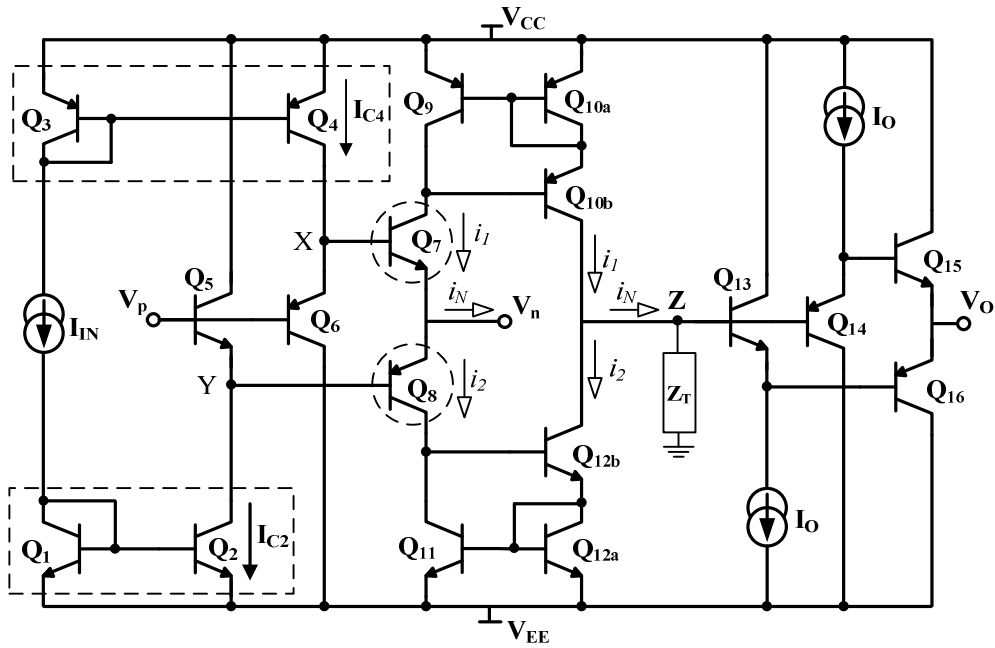 V_CC
Q_3
Q_4
I_C4
Q_9
Q_10a
I_O
Q_10b
X
Q_7
i_1
Q_5
i_1
Q_13
Q_15
V_p
Q_6
i_N
V_n
i_N
Z
Q_14
V_O
I_IN
Y
Q_8
i_2
i_2
Z_T
Q_16
Q_12b
I_C2
I_O
Q_1
Q_2
Q_11
Q_12a
V_EE